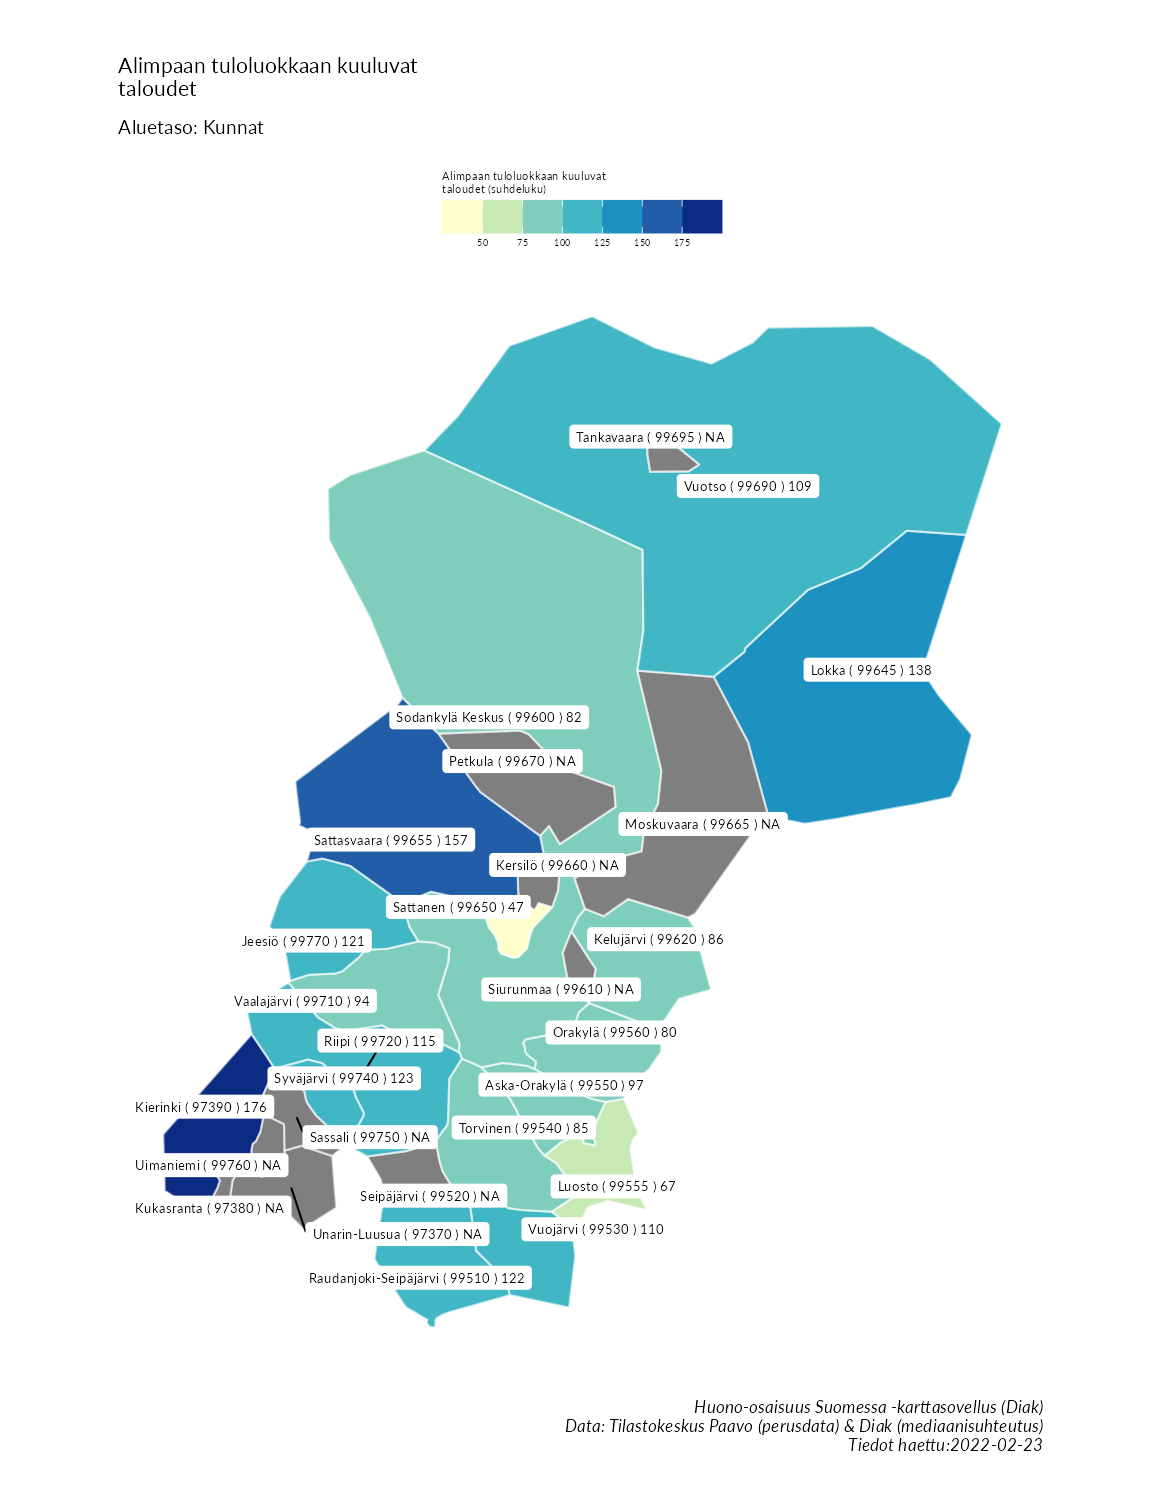 Alimpaan tuloluokkaan kuuluvat
taloudet
Aluetaso: Kunnat
Alimpaan tuloluokkaan kuuluvat
taloudet (suhdeluku)
50 75 100 125 150 175
Tankavaara ( 99695 ) NA
Vuotso ( 99690 ) 109
Lokka ( 99645 ) 138
Sodankylä Keskus ( 99600 ) 82
Petkula ( 99670 ) NA
Moskuvaara ( 99665 ) NA
Sattasvaara ( 99655 ) 157
Kersilö ( 99660 ) NA
Sattanen ( 99650 ) 47
Jeesiö ( 99770 ) 121
Kelujärvi ( 99620 ) 86
Siurunmaa ( 99610 ) NA
Vaalajärvi ( 99710 ) 94
Orakylä ( 99560 ) 80
Riipi ( 99720 ) 115
Syväjärvi ( 99740 ) 123
Aska-Orakylä ( 99550 ) 97
Kierinki ( 97390 ) 176
Torvinen ( 99540 ) 85
Sassali ( 99750 ) NA
Uimaniemi ( 99760 ) NA
Luosto ( 99555 ) 67
Seipäjärvi ( 99520 ) NA
Kukasranta ( 97380 ) NA
Vuojärvi ( 99530 ) 110
Unarin-Luusua ( 97370 ) NA
Raudanjoki-Seipäjärvi ( 99510 ) 122
Huono-osaisuus Suomessa -karttasovellus (Diak)
Data: Tilastokeskus Paavo (perusdata) & Diak (mediaanisuhteutus)
Tiedot haettu:2022-02-23